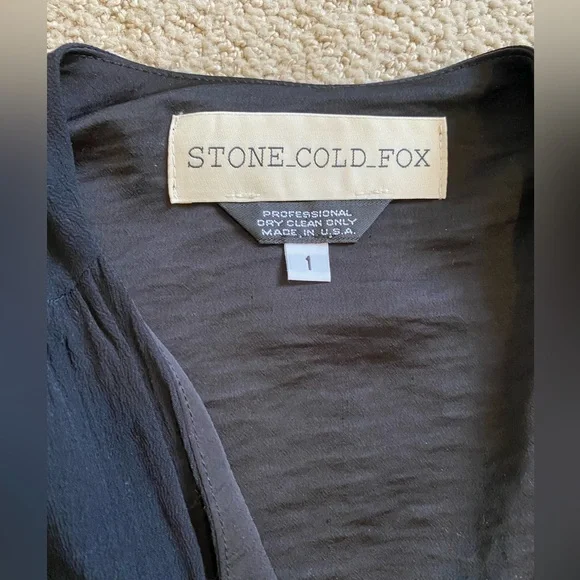 STONE_COLD_FOX
PROFESSIONAL
DRY CLEAN ONLY
MADE IN U.S.A.
1